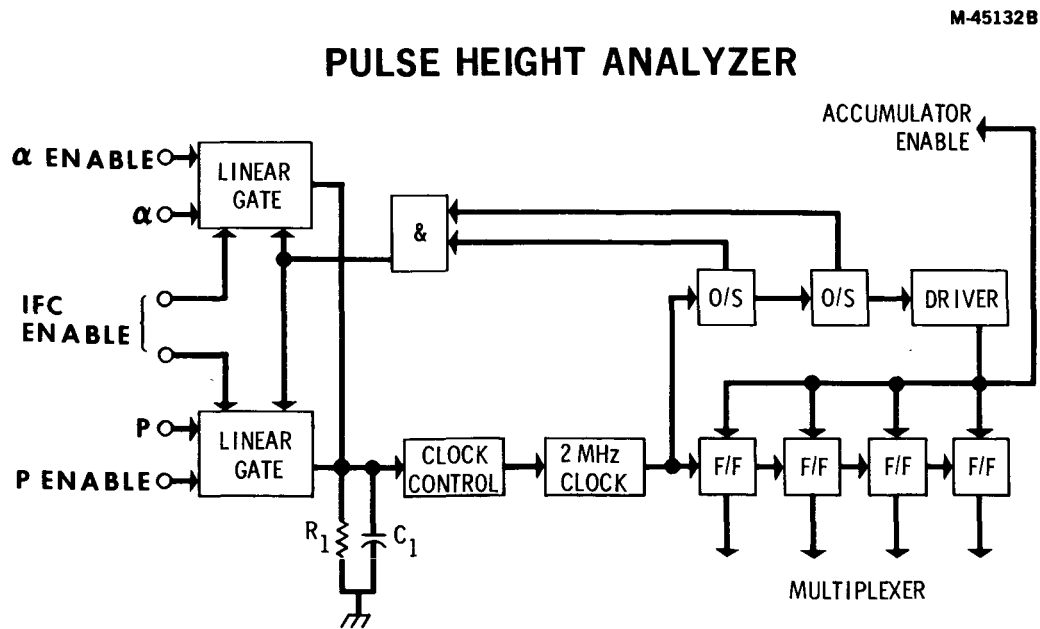 M-45132B
PULSE HEIGHT ANALYZER
ACCUMULATOR
ENABLE
α ENABLE
α
LINEAR
GATE
&
IFC
ENABLE
O/S
O/S
DRIVER
P
P ENABLE
LINEAR
GATE
CLOCK
CONTROL
2 MHz
CLOCK
F/F
F/F
F/F
F/F
R1
C1
MULTIPLEXER